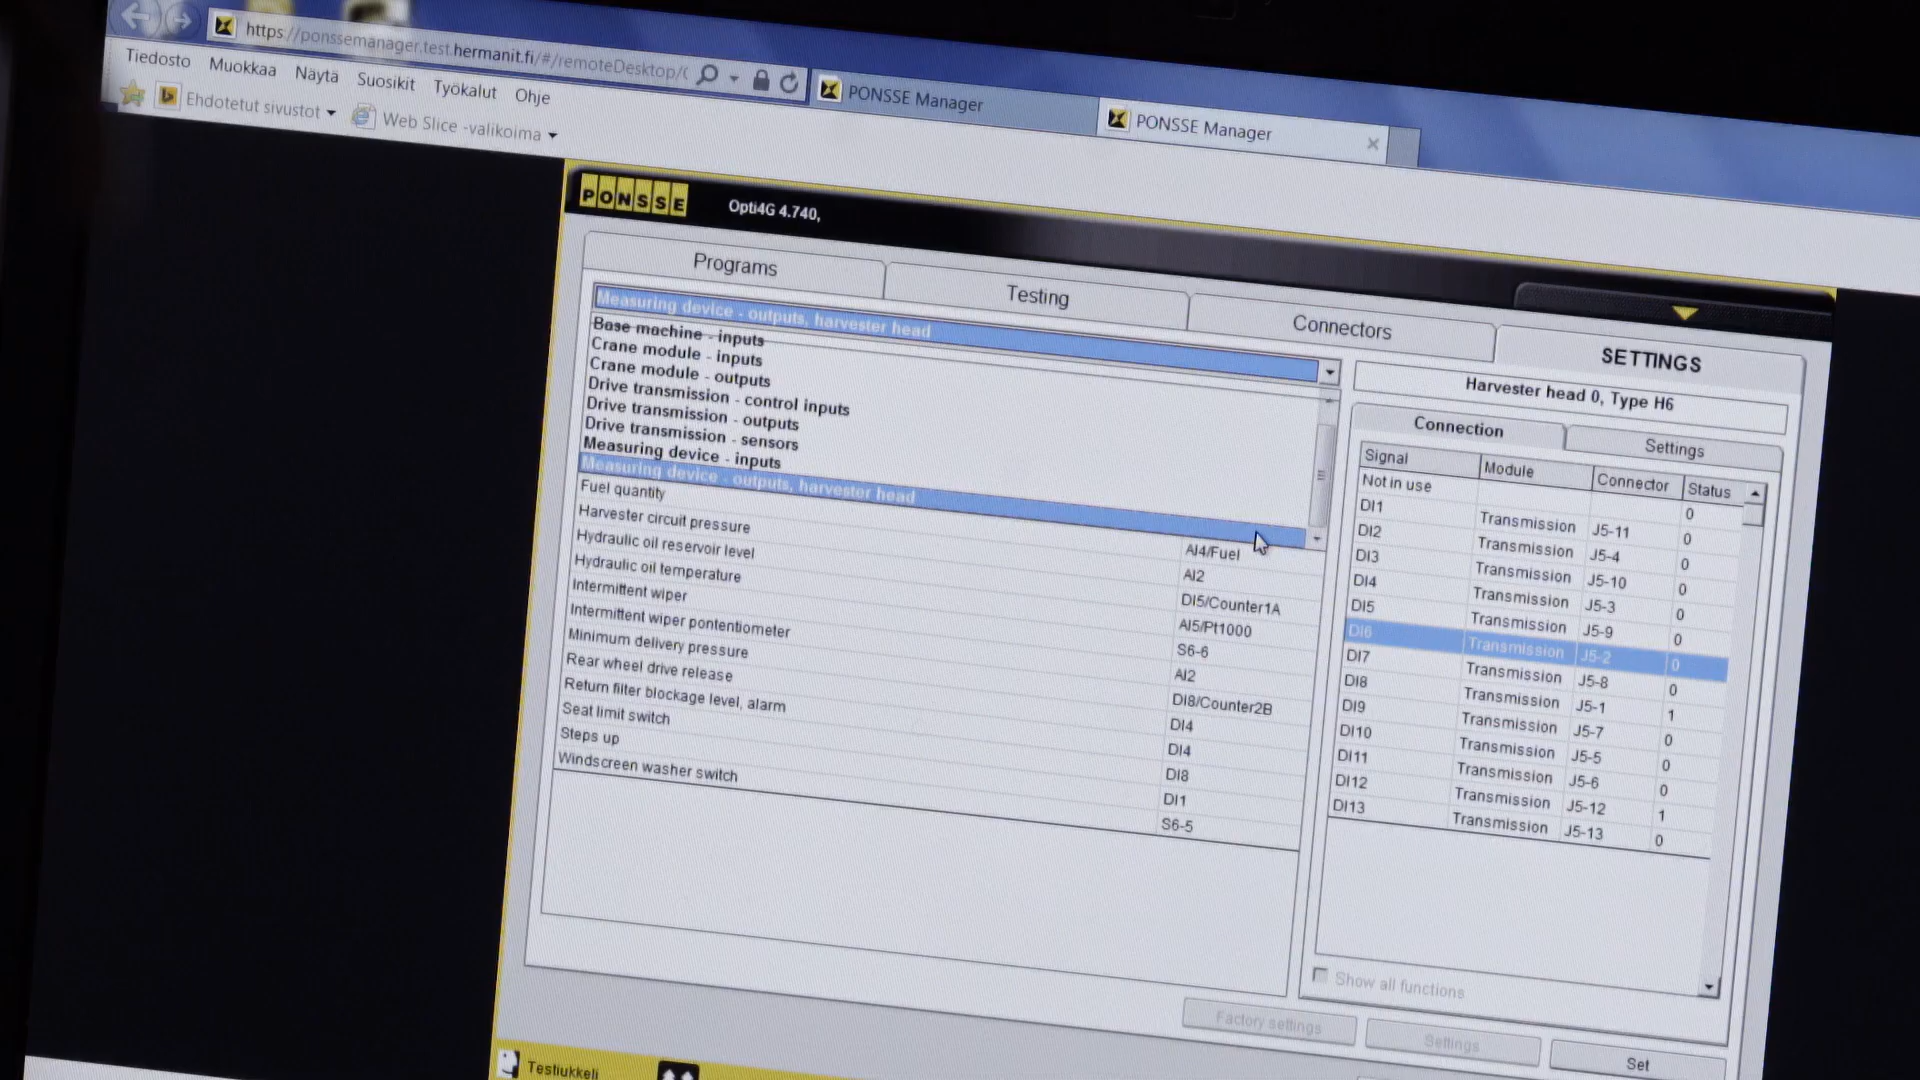 https://ponssemanager.test.hermanit.fi/#/remoteDesktop/(
PONSSE Manager
PONSSE Manager
Tiedosto Muokkaa Näytä Suosikit Työkalut Ohje
Ehdotetut sivustot
Web Slice -valikoima
PONSSE
Opti4G 4.740,
Programs
Testing
Connectors
SETTINGS
Measuring device - outputs, harvester head
Base machine - inputs
Crane module - inputs
Crane module - outputs
Drive transmission - control inputs
Drive transmission - outputs
Drive transmission - sensors
Measuring device - inputs
Measuring device - outputs, harvester head
Fuel quantity AI4/Fuel
Harvester circuit pressure AI2
Hydraulic oil reservoir level DI5/Counter1A
Hydraulic oil temperature AI5/Pt1000
Intermittent wiper S6-6
Intermittent wiper pontentiometer AI2
Minimum delivery pressure DI8/Counter2B
Rear wheel drive release DI4
Return filter blockage level, alarm DI4
Seat limit switch DI8
Steps up DI1
Windscreen washer switch S6-5
Harvester head 0, Type H6
Connection
Settings
Signal Module Connector Status
Not in use 0
DI1 Transmission J5-11 0
DI2 Transmission J5-4 0
DI3 Transmission J5-10 0
DI4 Transmission J5-3 0
DI5 Transmission J5-9 0
DI6 Transmission J5-2 0
DI7 Transmission J5-8 0
DI8 Transmission J5-1 1
DI9 Transmission J5-7 0
DI10 Transmission J5-5 0
DI11 Transmission J5-6 0
DI12 Transmission J5-12 1
DI13 Transmission J5-13 0
Show all functions
Factory settings
Settings
Set
Testiukkeli